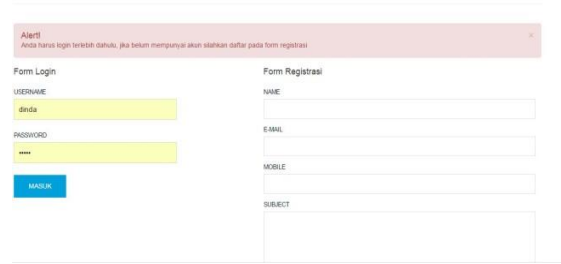 Alert!
×
Anda harus login terlebih dahulu, jika belum mempunyai akun silahkan daftar pada form registrasi
Form Login
USERNAME
dinda
PASSWORD
•••••
MASUK
Form Registrasi
NAME
E-MAIL
MOBILE
SUBJECT